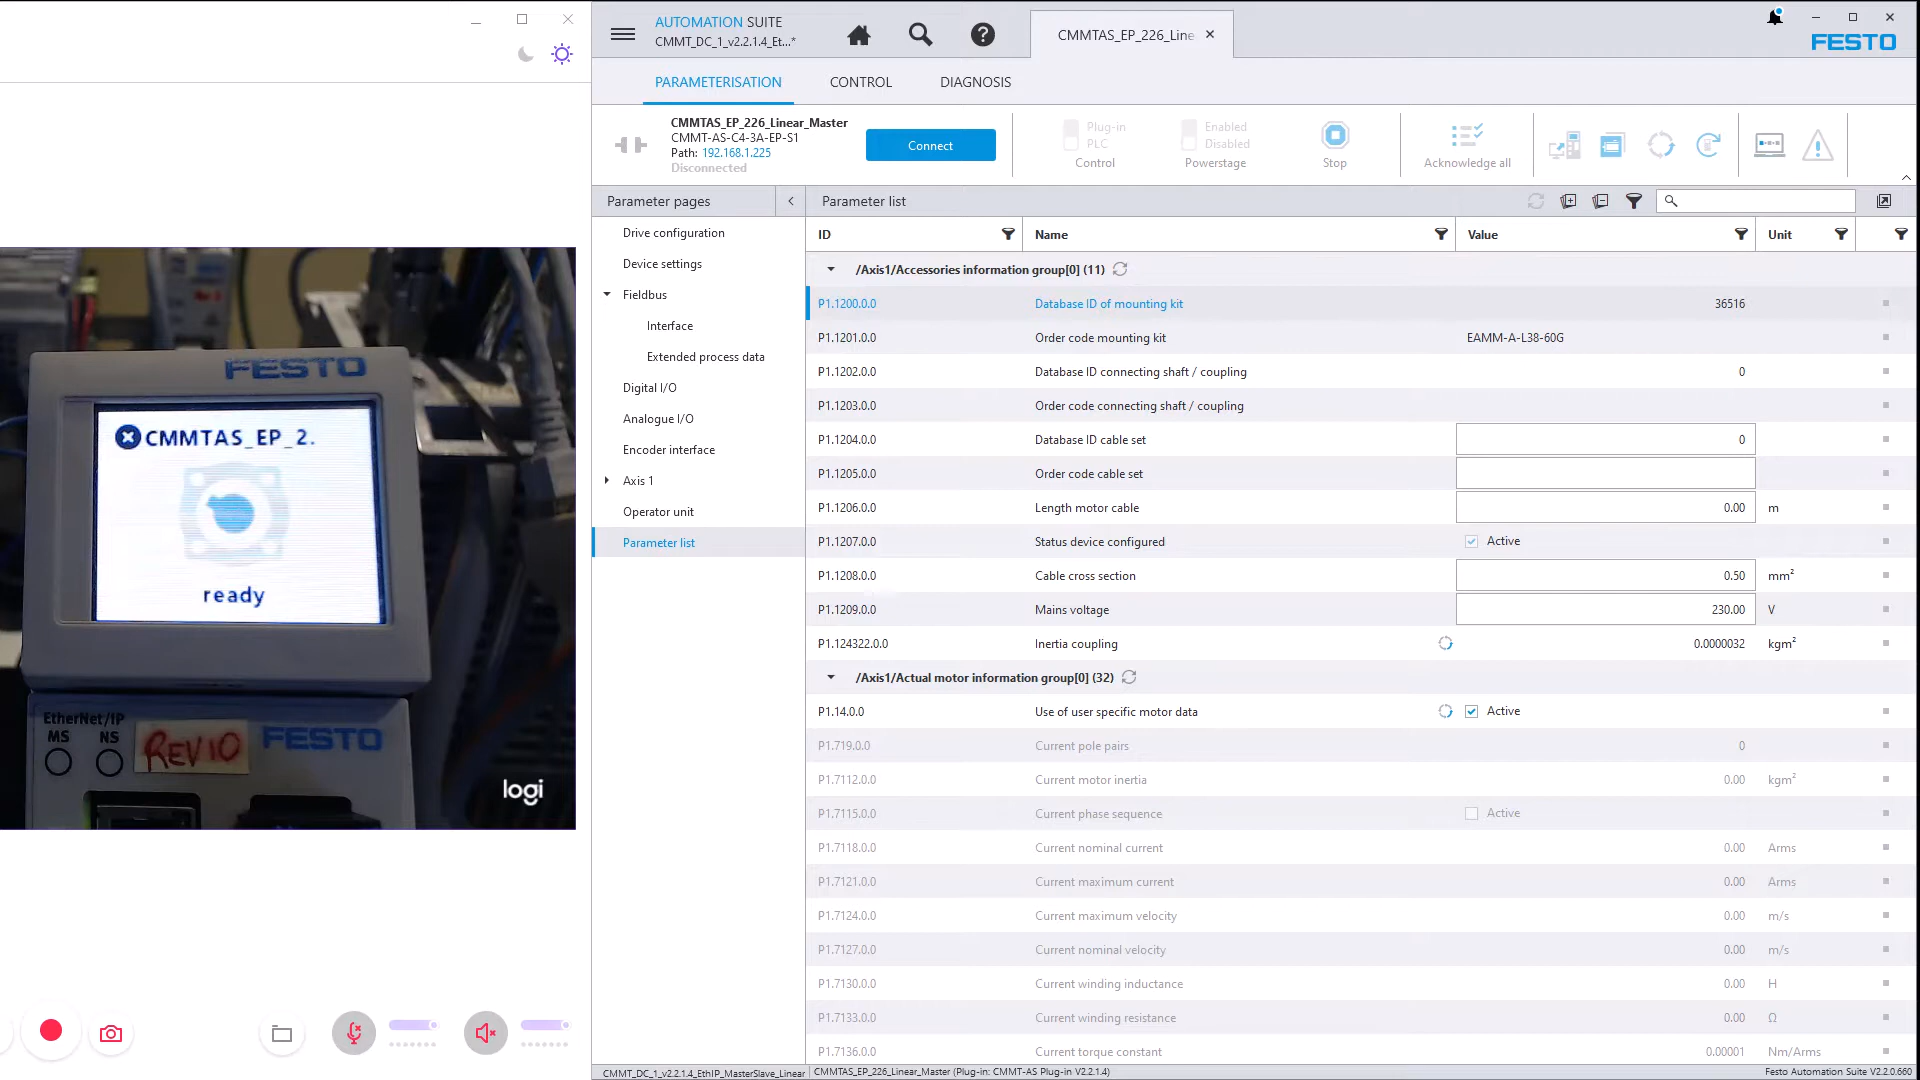 AUTOMATION SUITE
CMMT_DC_1_v2.2.1.4_Et...*
CMMTAS_EP_226_Line
FESTO
PARAMETERISATION
CONTROL
DIAGNOSIS
CMMTAS_EP_226_Linear_Master
CMMT-AS-C4-3A-EP-S1
Path: 192.168.1.225
Disconnected
Connect
Plug-in
PLC
Control
Enabled
Disabled
Powerstage
Stop
Acknowledge all
Parameter pages
Drive configuration
Device settings
Fieldbus
Interface
Extended process data
Digital I/O
Analogue I/O
Encoder interface
Axis 1
Operator unit
Parameter list
Parameter list
ID Name Value Unit
/Axis1/Accessories information group[0] (11)
P1.1200.0.0 Database ID of mounting kit 36516
P1.1201.0.0 Order code mounting kit EAMM-A-L38-60G
P1.1202.0.0 Database ID connecting shaft / coupling 0
P1.1203.0.0 Order code connecting shaft / coupling
P1.1204.0.0 Database ID cable set 0
P1.1205.0.0 Order code cable set
P1.1206.0.0 Length motor cable 0.00 m
P1.1207.0.0 Status device configured Active
P1.1208.0.0 Cable cross section 0.50 mm²
P1.1209.0.0 Mains voltage 230.00 V
P1.124322.0.0 Inertia coupling 0.0000032 kgm²
/Axis1/Actual motor information group[0] (32)
P1.14.0.0 Use of user specific motor data Active
P1.719.0.0 Current pole pairs 0
P1.7112.0.0 Current motor inertia 0.00 kgm²
P1.7115.0.0 Current phase sequence Active
P1.7118.0.0 Current nominal current 0.00 Arms
P1.7121.0.0 Current maximum current 0.00 Arms
P1.7124.0.0 Current maximum velocity 0.00 m/s
P1.7127.0.0 Current nominal velocity 0.00 m/s
P1.7130.0.0 Current winding inductance 0.00 H
P1.7133.0.0 Current winding resistance 0.00 Ω
P1.7136.0.0 Current torque constant 0.00001 Nm/Arms
CMMT_DC_1_v2.2.1.4_EthIP_MasterSlave_Linear
CMMTAS_EP_226_Linear_Master (Plug-in: CMMT-AS Plug-in V2.2.1.4)
Festo Automation Suite V2.2.0.660
FESTO
CMMTAS_EP_2.
ready
EtherNet/IP
MS NS
REV10
FESTO
logi